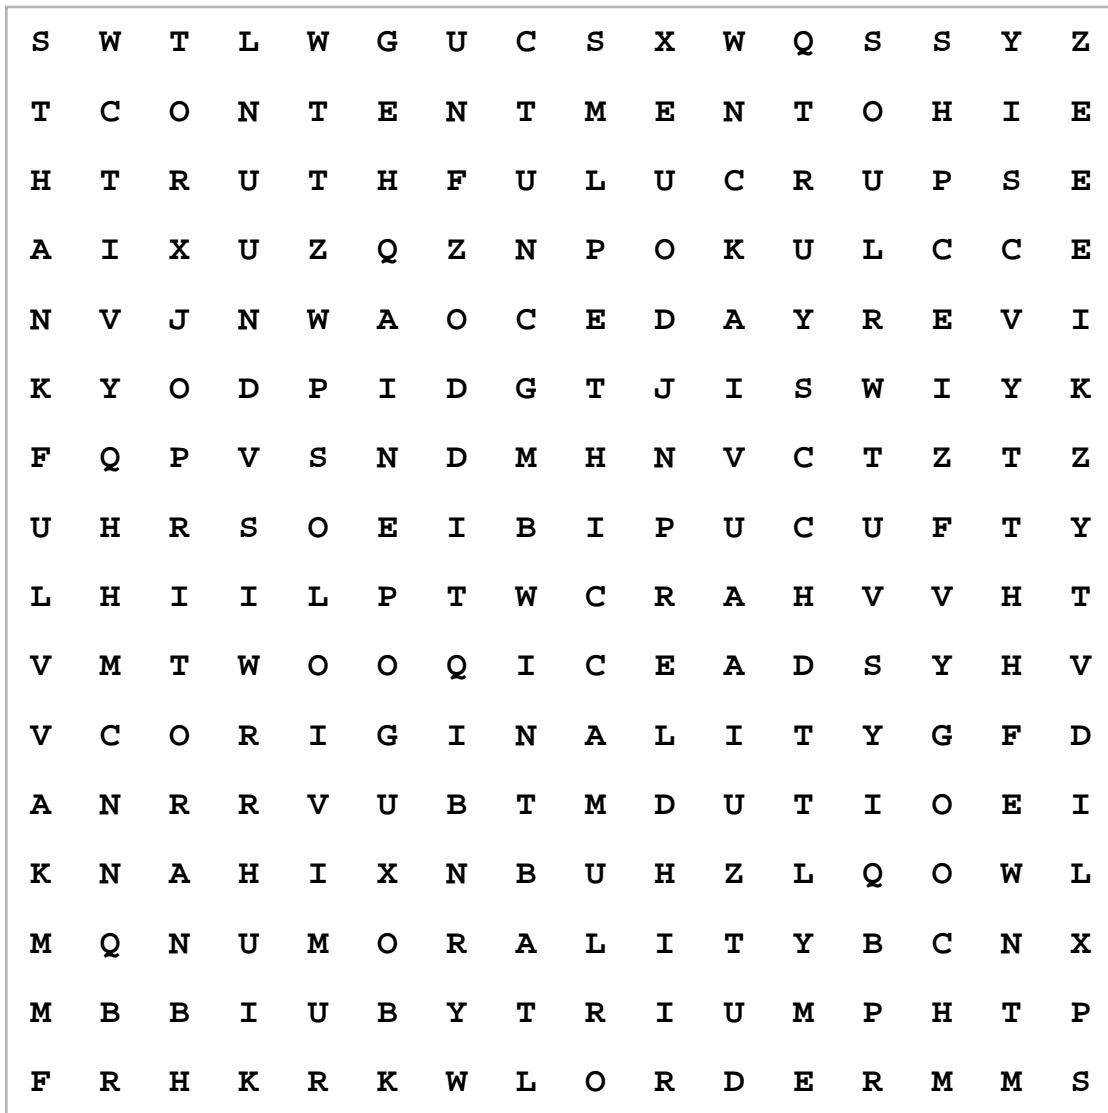 S W T L W G U C S X W Q S S Y Z
T C O N T E N T M E N T O H I E
H T R U T H F U L U C R U P S E
A I X U Z Q Z N P O K U L C C E
N V J N W A O C E D A Y R E V I
K Y O D P I D G T J I S W I Y K
F Q P V S N D M H N V C T Z T Z
U H R S O E I B I P U C U F T Y
L H I I L P T W C R A H V V H T
V M T W O O Q I C E A D S Y H V
V C O R I G I N A L I T Y G F D
A N R R V U B T M D U T I O E I
K N A H I X N B U H Z L Q O W L
M Q N U M O R A L I T Y B C N X
M B B I U B Y T R I U M P H T P
F R H K R K W L O R D E R M M S